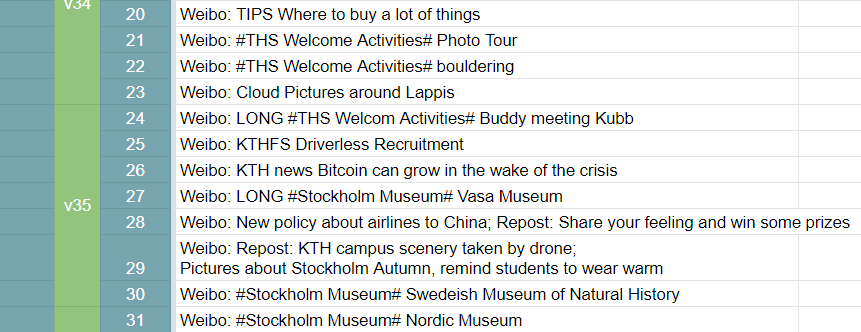 v34
20 Weibo: TIPS Where to buy a lot of things
21 Weibo: #THS Welcome Activities# Photo Tour
22 Weibo: #THS Welcome Activities# bouldering
23 Weibo: Cloud Pictures around Lappis
24 Weibo: LONG #THS Welcom Activities# Buddy meeting Kubb
25 Weibo: KTHFS Driverless Recruitment
26 Weibo: KTH news Bitcoin can grow in the wake of the crisis
v35
27 Weibo: LONG #Stockholm Museum# Vasa Museum
28 Weibo: New policy about airlines to China; Repost: Share your feeling and win some prizes
Weibo: Repost: KTH campus scenery taken by drone;
29 Pictures about Stockholm Autumn, remind students to wear warm
30 Weibo: #Stockholm Museum# Swedeish Museum of Natural History
31 Weibo: #Stockholm Museum# Nordic Museum